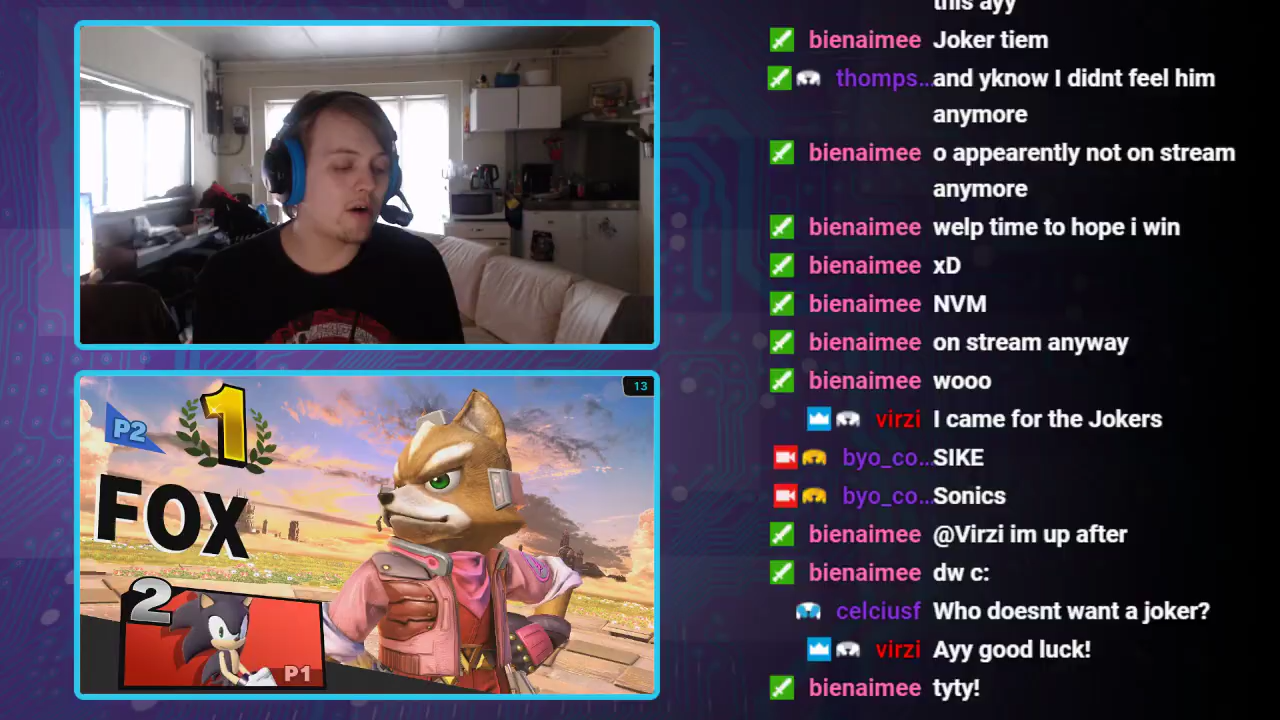 this ayy
bienaimee Joker tiem
thomps... and yknow I didnt feel him
anymore
bienaimee o appearently not on stream
anymore
bienaimee welp time to hope i win
bienaimee xD
bienaimee NVM
bienaimee on stream anyway
bienaimee wooo
virzi I came for the Jokers
byo_co... SIKE
byo_co... Sonics
bienaimee @Virzi im up after
bienaimee dw c:
celciusf Who doesnt want a joker?
virzi Ayy good luck!
bienaimee tyty!
13
P2 1
FOX
2
P1